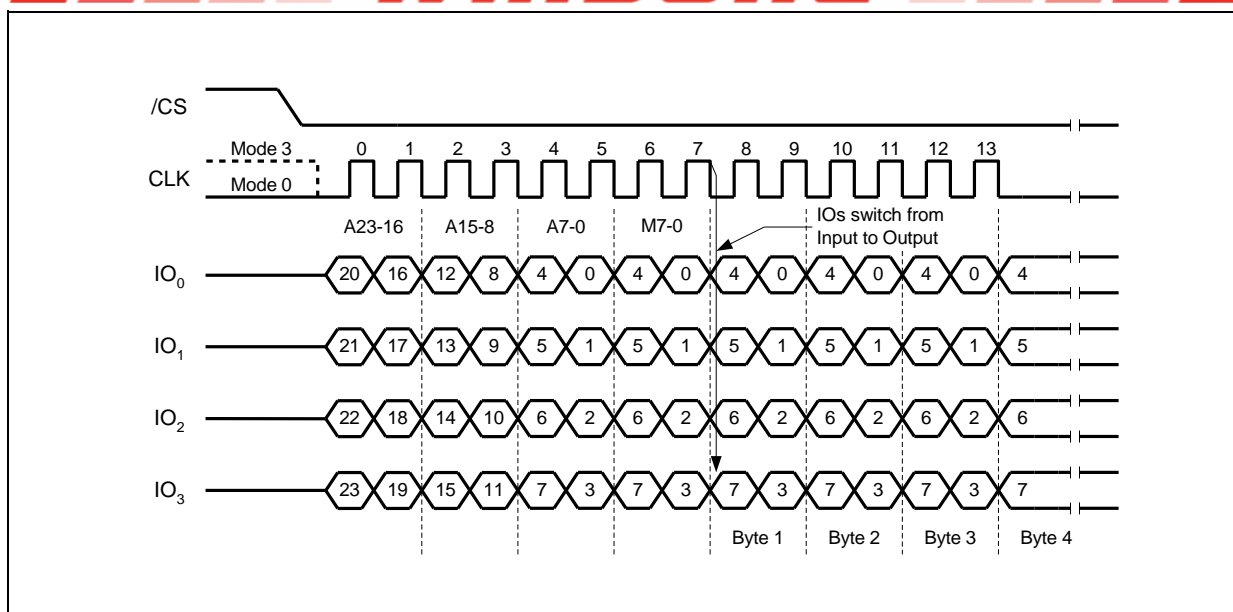 /CS
Mode 3
0 1 2 3 4 5 6 7 8 9 10 11 12 13
CLK
Mode 0
IOs switch from
Input to Output
A23-16 A15-8 A7-0 M7-0
IO0 20 16 12 8 4 0 4 0 4 0 4 0 4 0 4
IO1 21 17 13 9 5 1 5 1 5 1 5 1 5 1 5
IO2 22 18 14 10 6 2 6 2 6 2 6 2 6 2 6
IO3 23 19 15 11 7 3 7 3 7 3 7 3 7 3 7
Byte 1 Byte 2 Byte 3 Byte 4